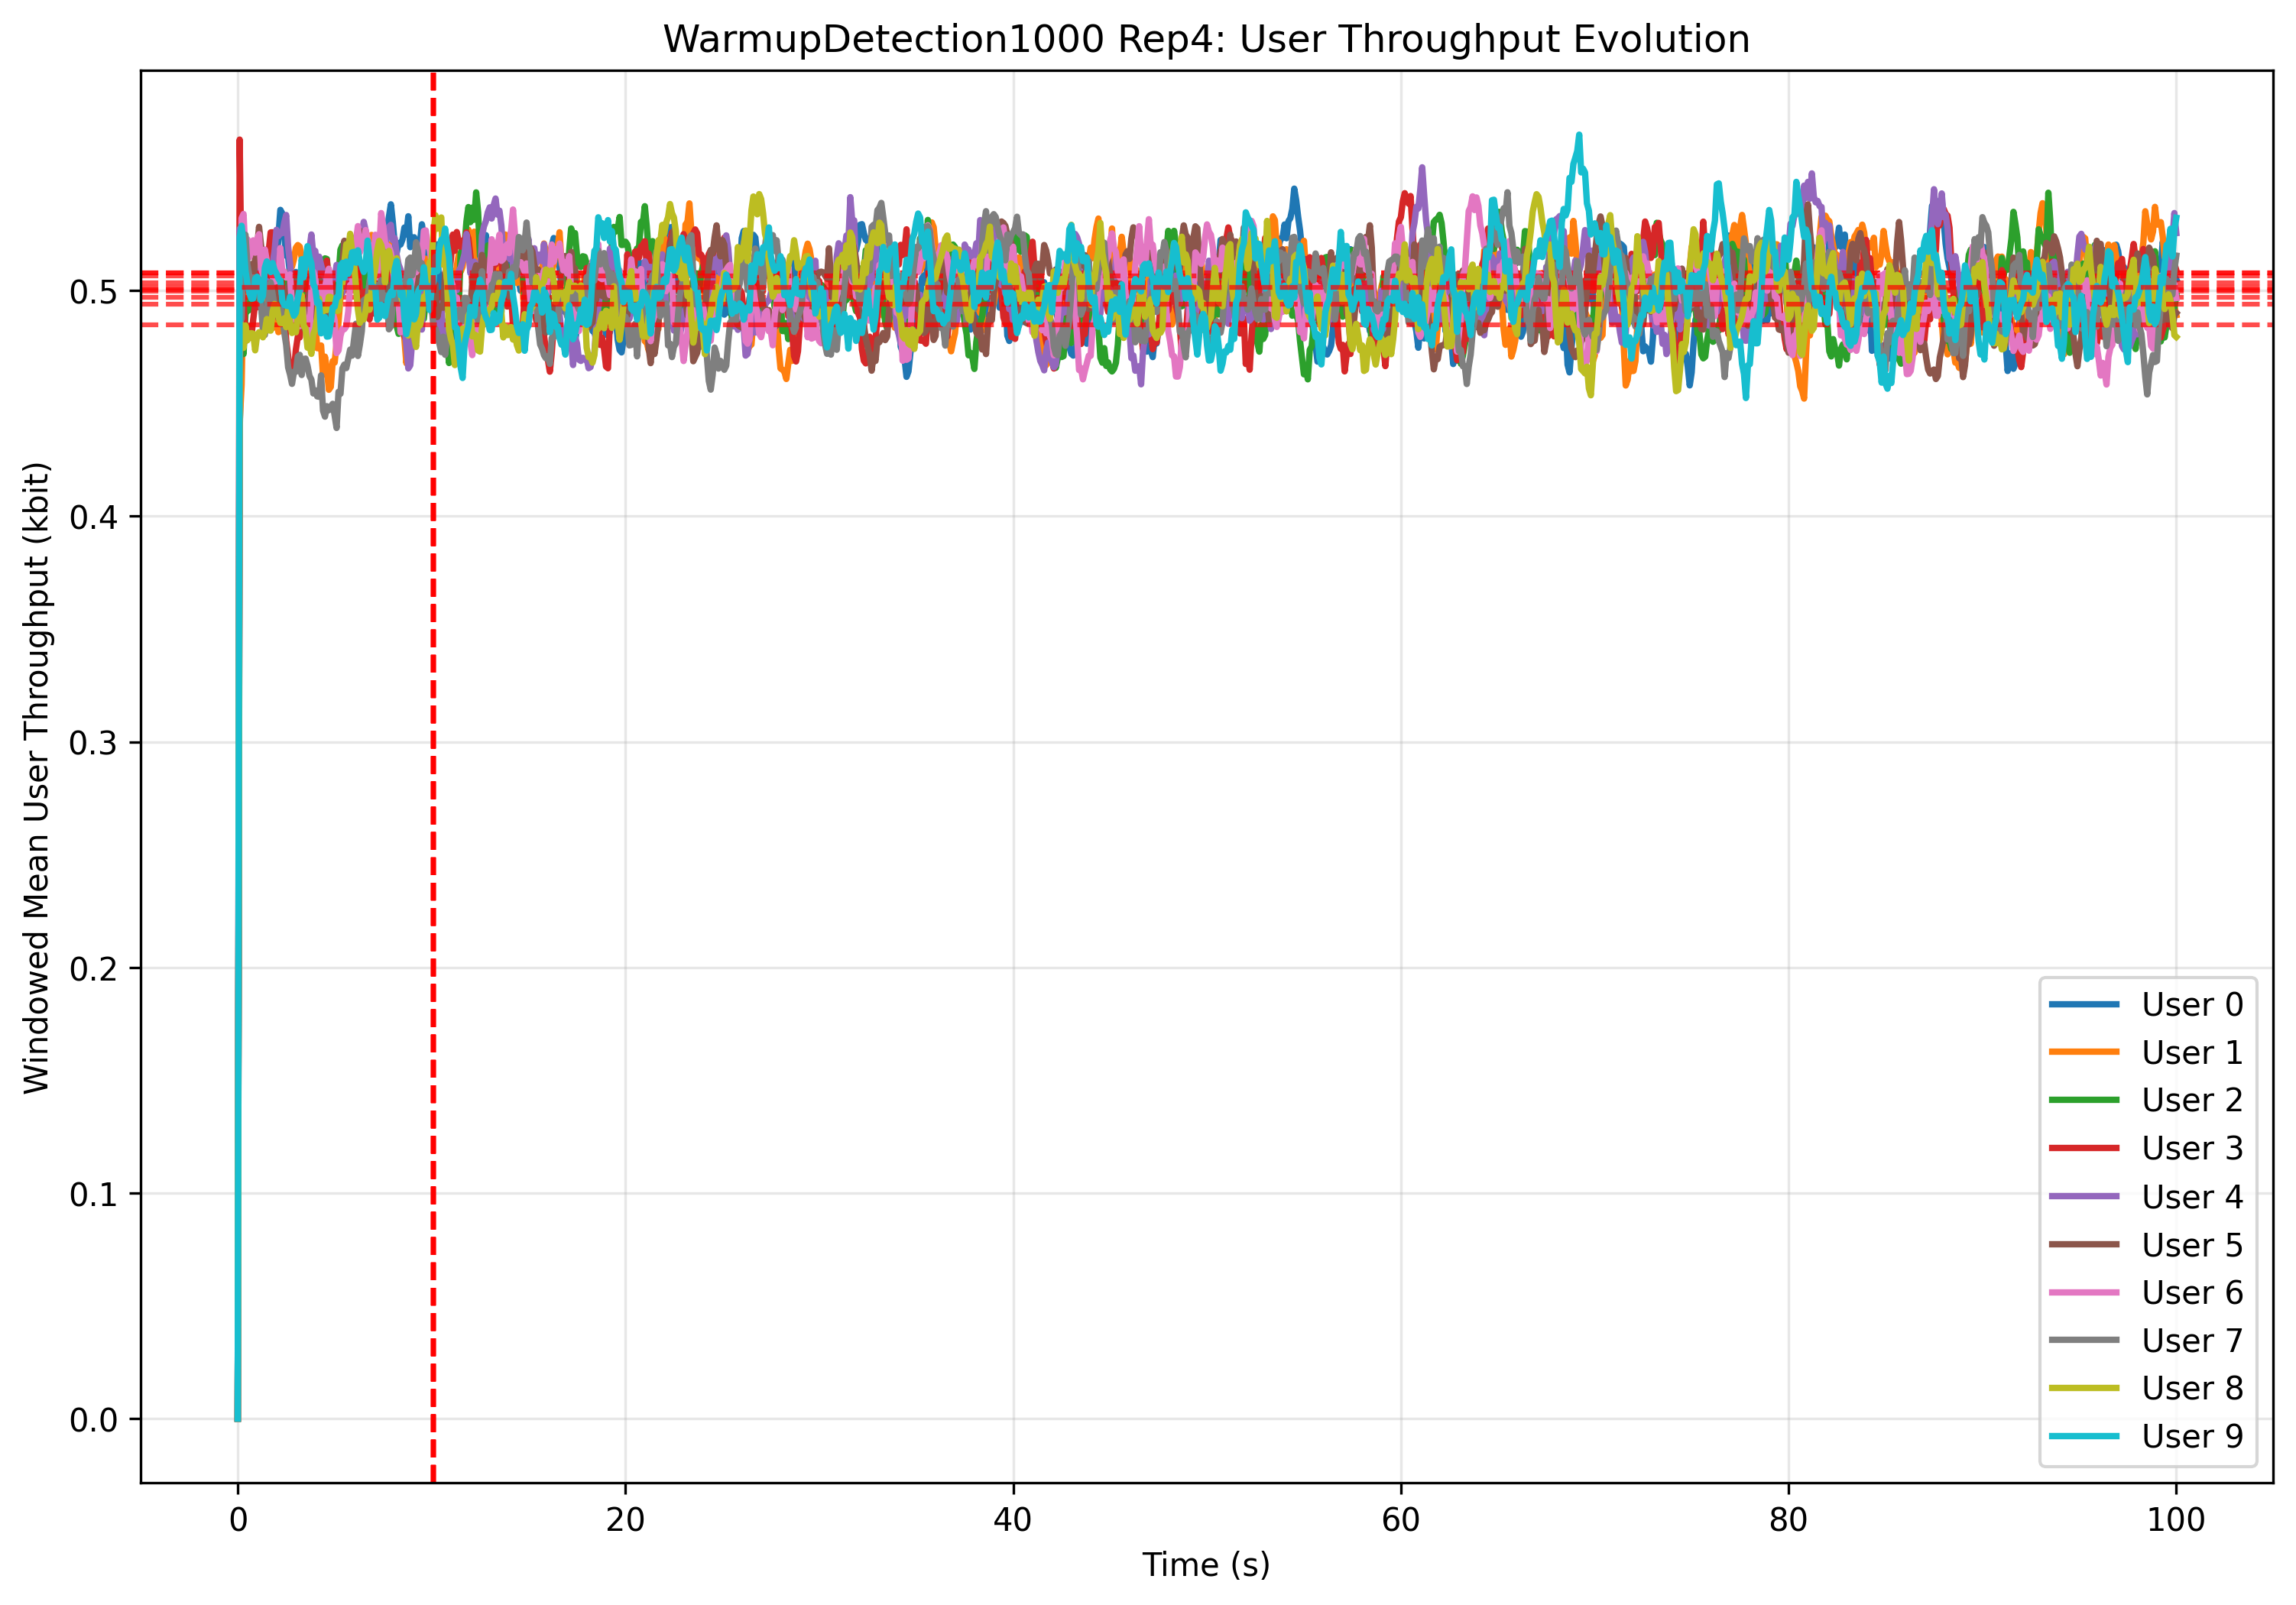 WarmupDetection1000 Rep4: User Throughput Evolution
Windowed Mean User Throughput (kbit)
0.5
0.4
0.3
0.2
0.1
0.0
0 20 40 60 80 100
Time (s)
User 0
User 1
User 2
User 3
User 4
User 5
User 6
User 7
User 8
User 9